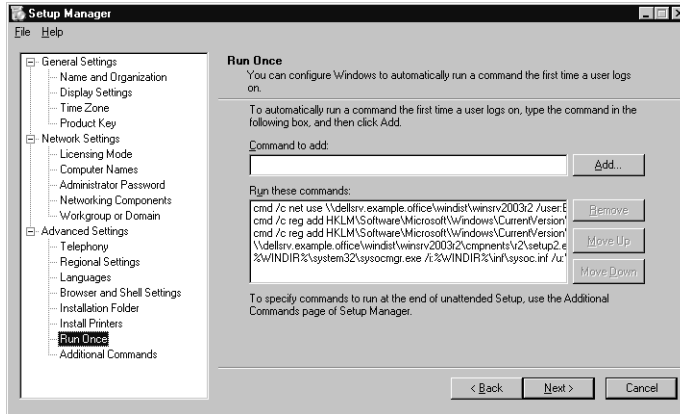 Setup Manager
File Help
General Settings
Name and Organization
Display Settings
Time Zone
Product Key
Network Settings
Licensing Mode
Computer Names
Administrator Password
Networking Components
Workgroup or Domain
Advanced Settings
Telephony
Regional Settings
Languages
Browser and Shell Settings
Installation Folder
Install Printers
Run Once
Additional Commands
Run Once
You can configure Windows to automatically run a command the first time a user logs
on.
To automatically run a command the first time a user logs on, type the command in the
following box, and then click Add.
Command to add:
Add...
Run these commands:
cmd /c net use \\dellsrv.example.office\windist\winsrv2003r2 /user:E
cmd /c reg add HKLM\Software\Microsoft\Windows\CurrentVersion\
cmd /c reg add HKLM\Software\Microsoft\Windows\CurrentVersion\
\\dellsrv.example.office\windist\winsrv2003r2\cmpnents\r2\setup2.e
%WINDIR%\system32\sysocmgr.exe /i:%WINDIR%\inf\sysoc.inf /u:'
Remove
Move Up
Move Down
To specify commands to run at the end of unattended Setup, use the Additional
Commands page of Setup Manager.
< Back
Next >
Cancel